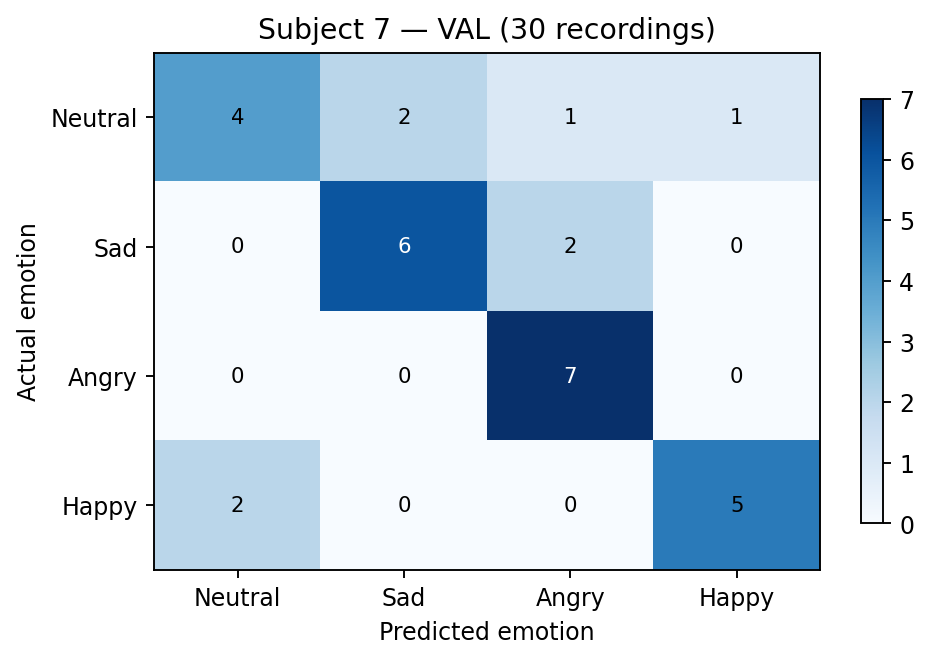 Subject 7 — VAL (30 recordings)
Actual emotion
Neutral 4 2 1 1
Sad 0 6 2 0
Angry 0 0 7 0
Happy 2 0 0 5
Neutral Sad Angry Happy
Predicted emotion
7
6
5
4
3
2
1
0